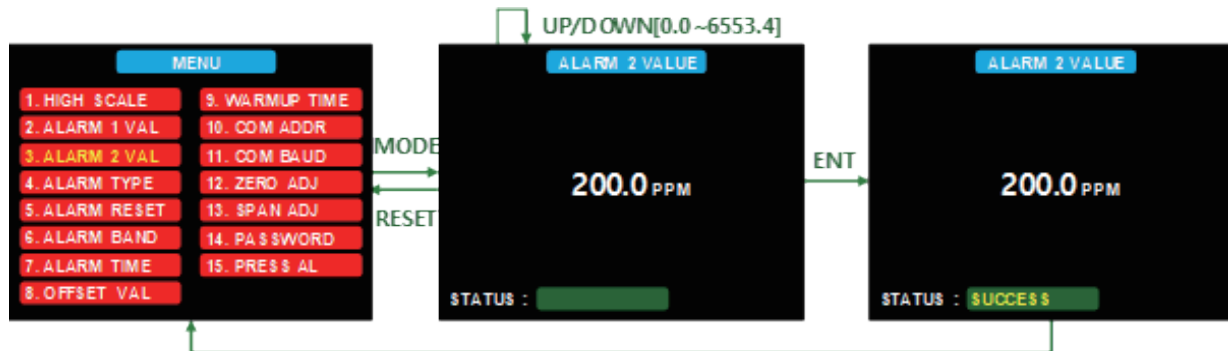 UP/DOWN[0.0~6553.4]
MENU
1. HIGH SCALE
2. ALARM 1 VAL
3. ALARM 2 VAL
4. ALARM TYPE
5. ALARM RESET
6. ALARM BAND
7. ALARM TIME
8. OFFSET VAL
9. WARMUP TIME
10. COM ADDR
11. COM BAUD
12. ZERO ADJ
13. SPAN ADJ
14. PASSWORD
15. PRESS AL
MODE
RESET
ALARM 2 VALUE
200.0 PPM
STATUS :
ENT
ALARM 2 VALUE
200.0 PPM
STATUS : SUCCESS